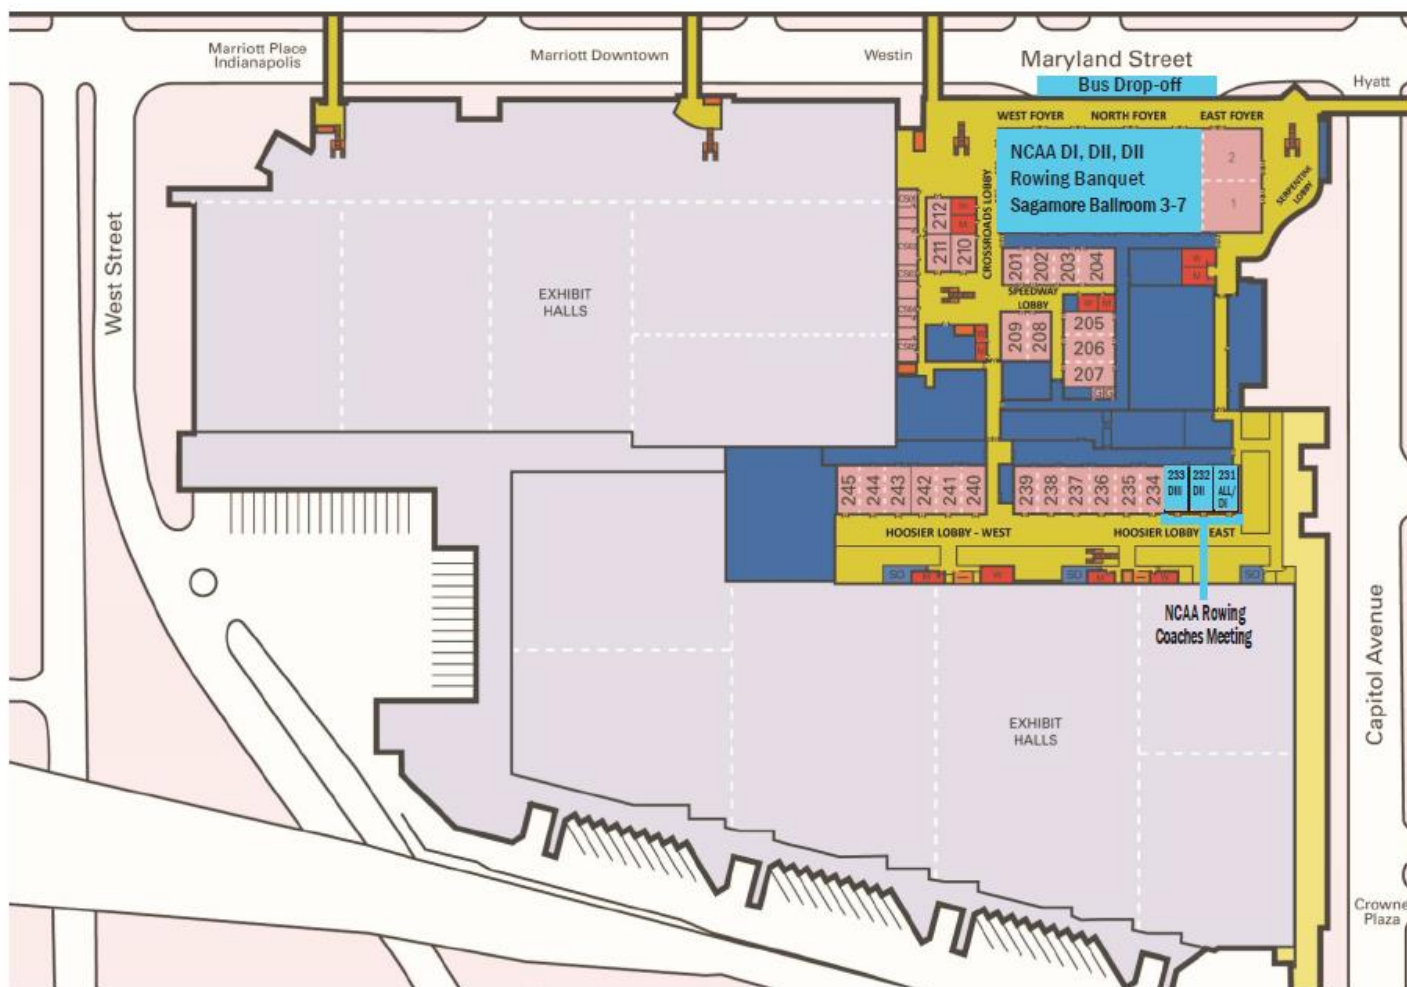 Marriott Place
Indianapolis
Marriott Downtown
Westin
Maryland Street
Bus Drop-off
Hyatt
WEST FOYER
NORTH FOYER
EAST FOYER
NCAA DI, DII, DII
Rowing Banquet
Sagamore Ballroom 3-7
2
1
SERPENTINE
LOBBY
CROSSROADS LOBBY
212
W
M
211
210
201
202
203
204
W
M
SPEEDWAY
LOBBY
209
208
205
206
207
West Street
EXHIBIT
HALLS
245
244
243
242
241
240
239
238
237
236
235
234
233
DIII
232
DII
231
ALL/
DI
HOOSIER LOBBY - WEST
HOOSIER LOBBY
EAST
SO
M
W
SO
M
W
SO
NCAA Rowing
Coaches Meeting
EXHIBIT
HALLS
Capitol Avenue
Crowne
Plaza